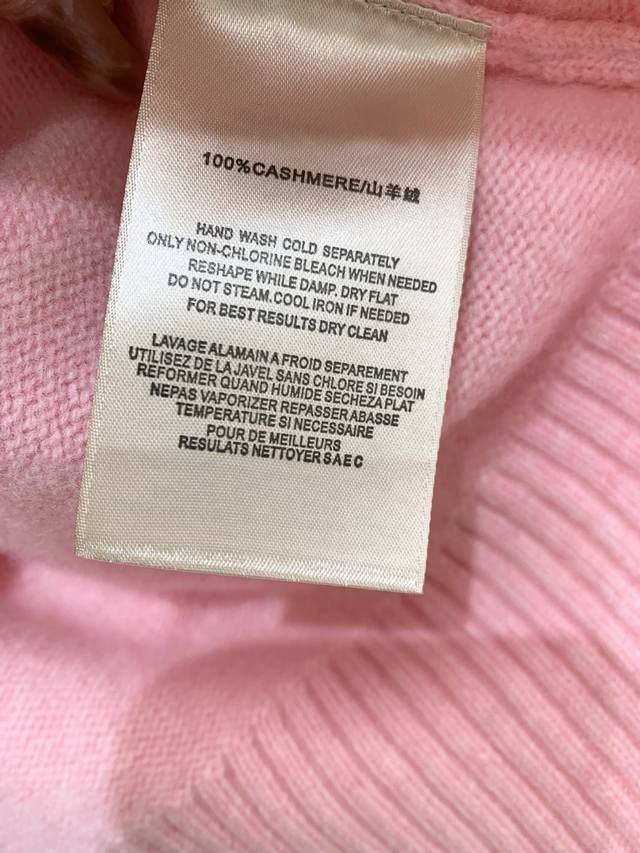 100%CASHMERE/山羊絨
HAND WASH COLD SEPARATELY
ONLY NON-CHLORINE BLEACH WHEN NEEDED
RESHAPE WHILE DAMP. DRY FLAT
DO NOT STEAM. COOL IRON IF NEEDED
FOR BEST RESULTS DRY CLEAN
LAVAGE ALAMAIN A FROID SEPAREMENT
UTILISEZ DE LA JAVEL SANS CHLORE SI BESOIN
REFORMER QUAND HUMIDE SECHEZA PLAT
NEPAS VAPORIZER REPASSER ABASSE
TEMPERATURE SI NECESSAIRE
POUR DE MEILLEURS
RESULATS NETTOYER SAEC